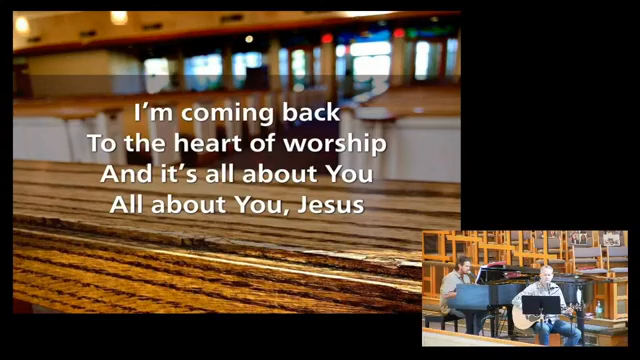 I'm coming back
To the heart of worship
And it's all about You
All about You, Jesus